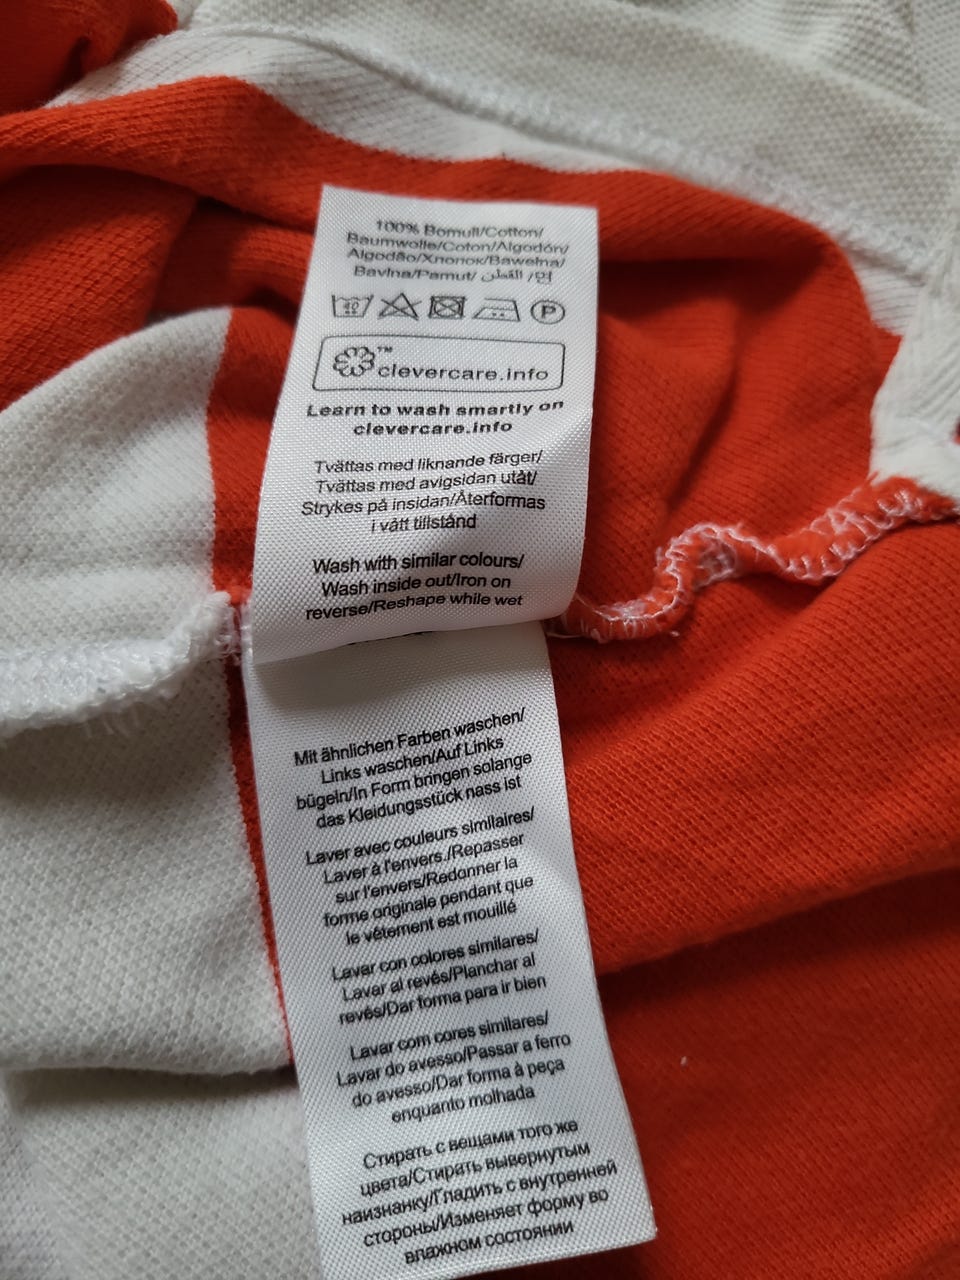 100% Bomull/Cotton/
Baumwolle/Coton/Algodón/
Algodão/Хлопок/Bawełna/
Bavlna/Pamut/ القطن /면
40
P
™
clevercare.info
Learn to wash smartly on
clevercare.info
Tvättas med liknande färger/
Tvättas med avigsidan utåt/
Strykes på insidan/Återformas
i vått tillstånd
Wash with similar colours/
Wash inside out/Iron on
reverse/Reshape while wet
Mit ähnlichen Farben waschen/
Links waschen/Auf Links
bügeln/In Form bringen solange
das Kleidungsstück nass ist
Laver avec couleurs similaires/
Laver à l'envers./Repasser
sur l'envers/Redonner la
forme originale pendant que
le vêtement est mouillé
Lavar con colores similares/
Lavar al revés/Planchar al
revés/Dar forma para ir bien
Lavar com cores similares/
Lavar do avesso/Passar a ferro
do avesso/Dar forma à peça
enquanto molhada
Стирать с вещами того же
цвета/Стирать вывернутым
наизнанку/Гладить с внутренней
стороны/Изменяет форму во
влажном состоянии